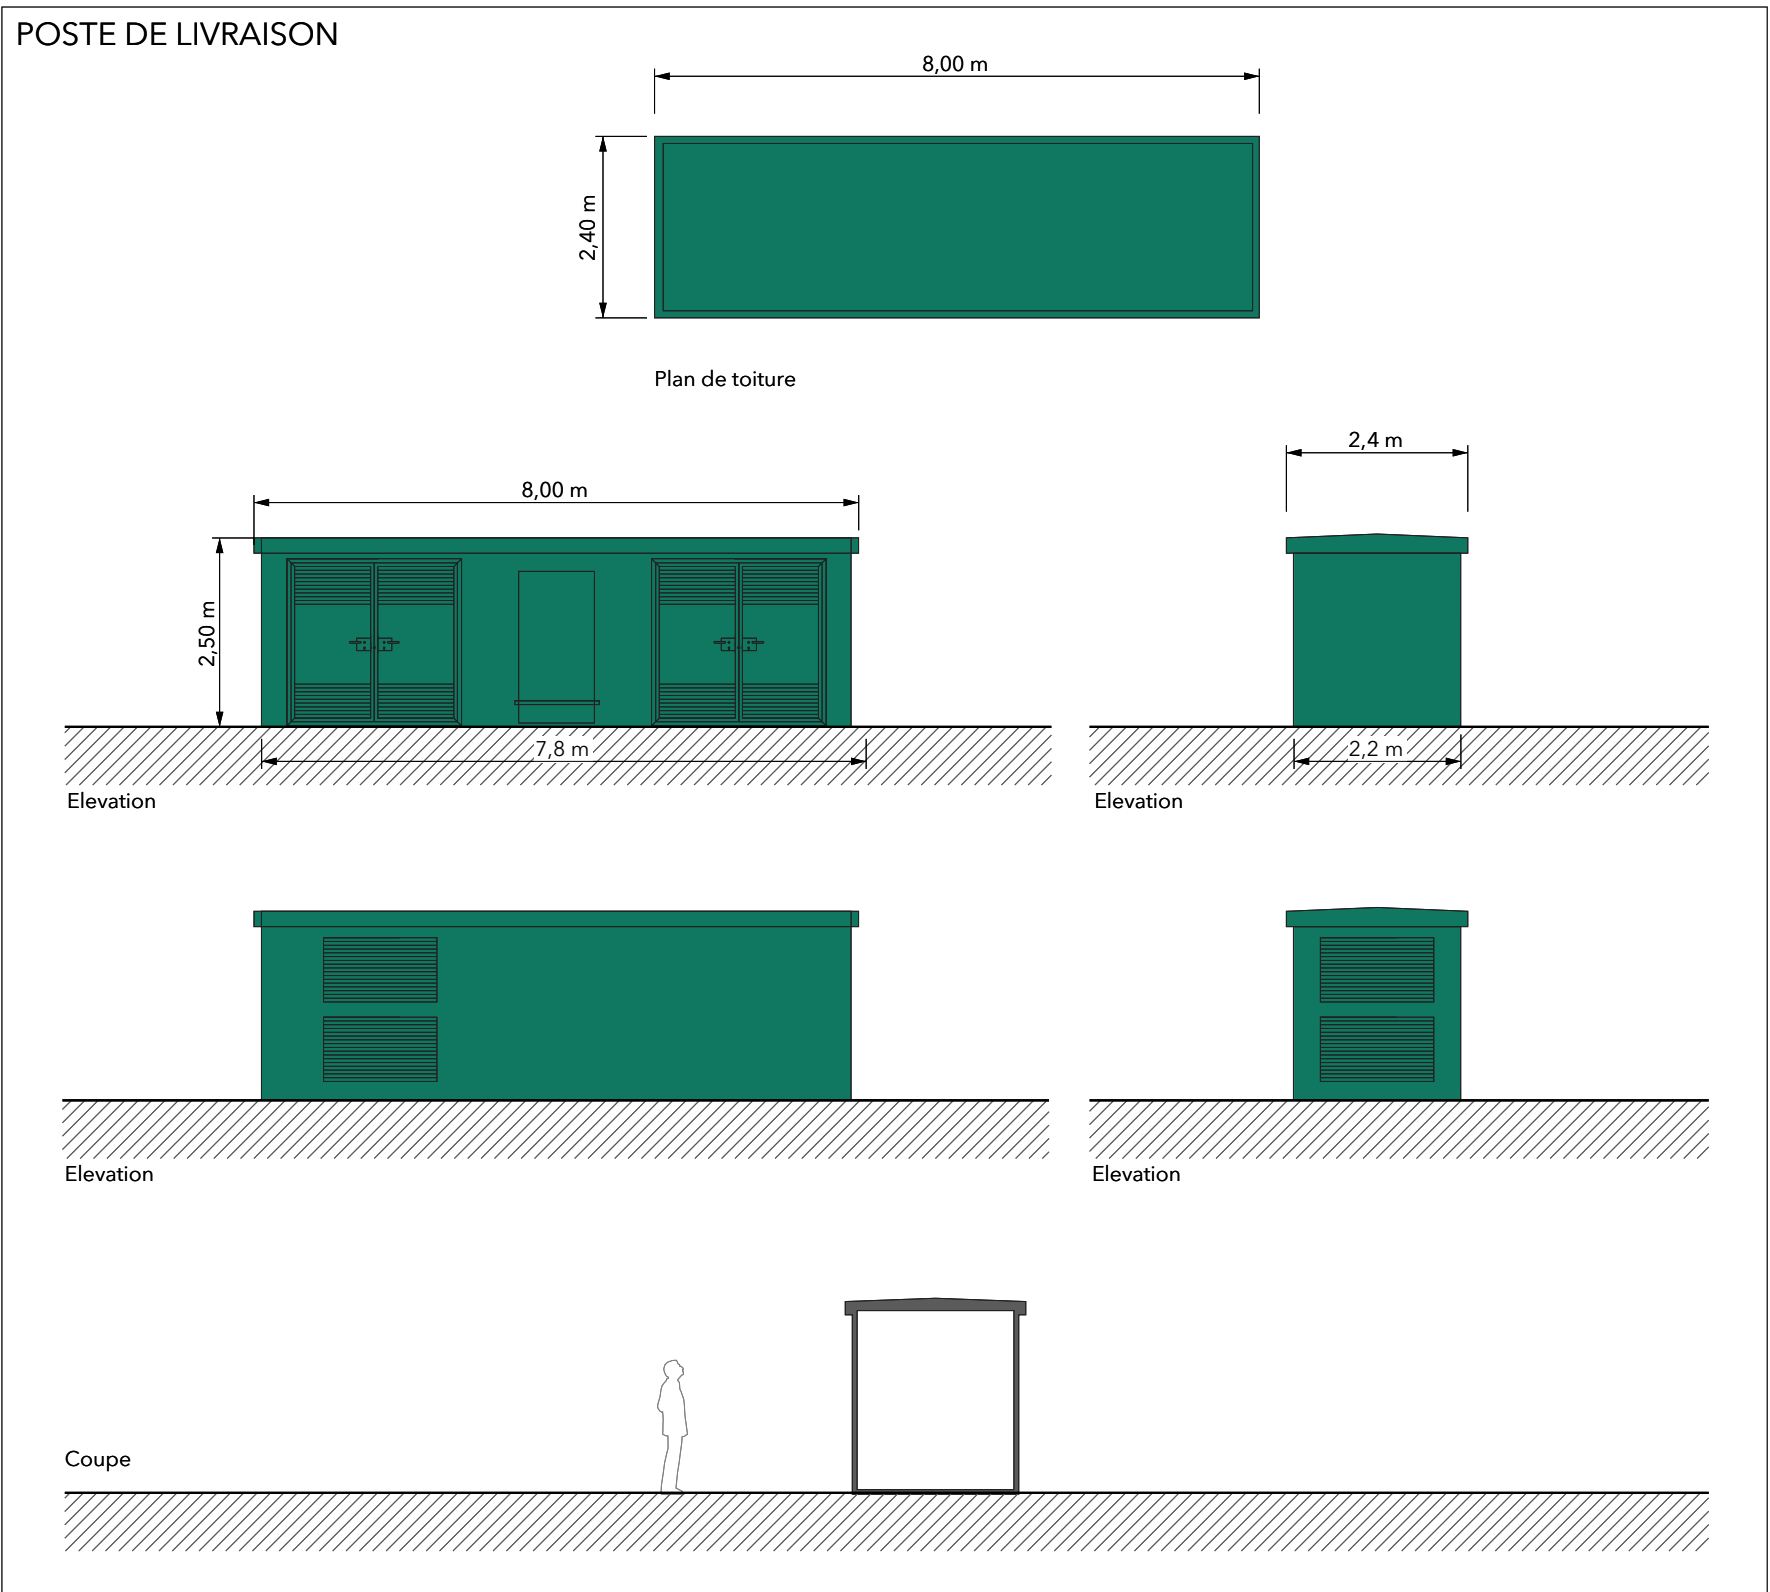 POSTE DE LIVRAISON
8,00 m
2,40 m
Plan de toiture
2,4 m
8,00 m
2,50 m
7,8 m
2,2 m
Elevation
Elevation
Elevation
Elevation
Coupe